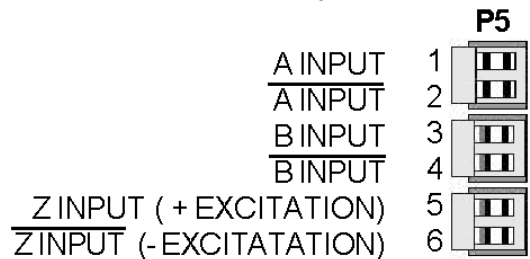 P5
A INPUT 1
A INPUT 2
B INPUT 3
B INPUT 4
Z INPUT ( + EXCITATION) 5
Z INPUT (-EXCITATATION) 6